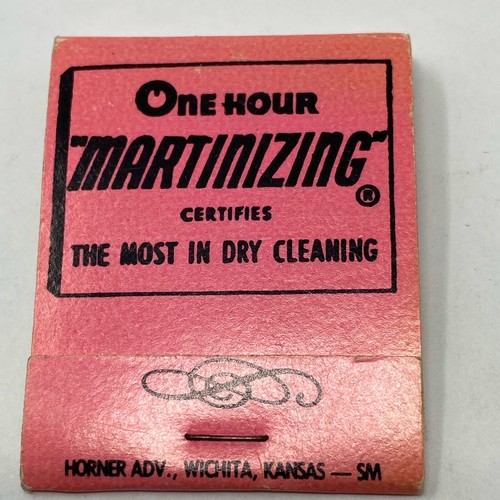 One HOUR
"MARTINIZING"®
CERTIFIES
THE MOST IN DRY CLEANING
HORNER ADV., WICHITA, KANSAS — SM